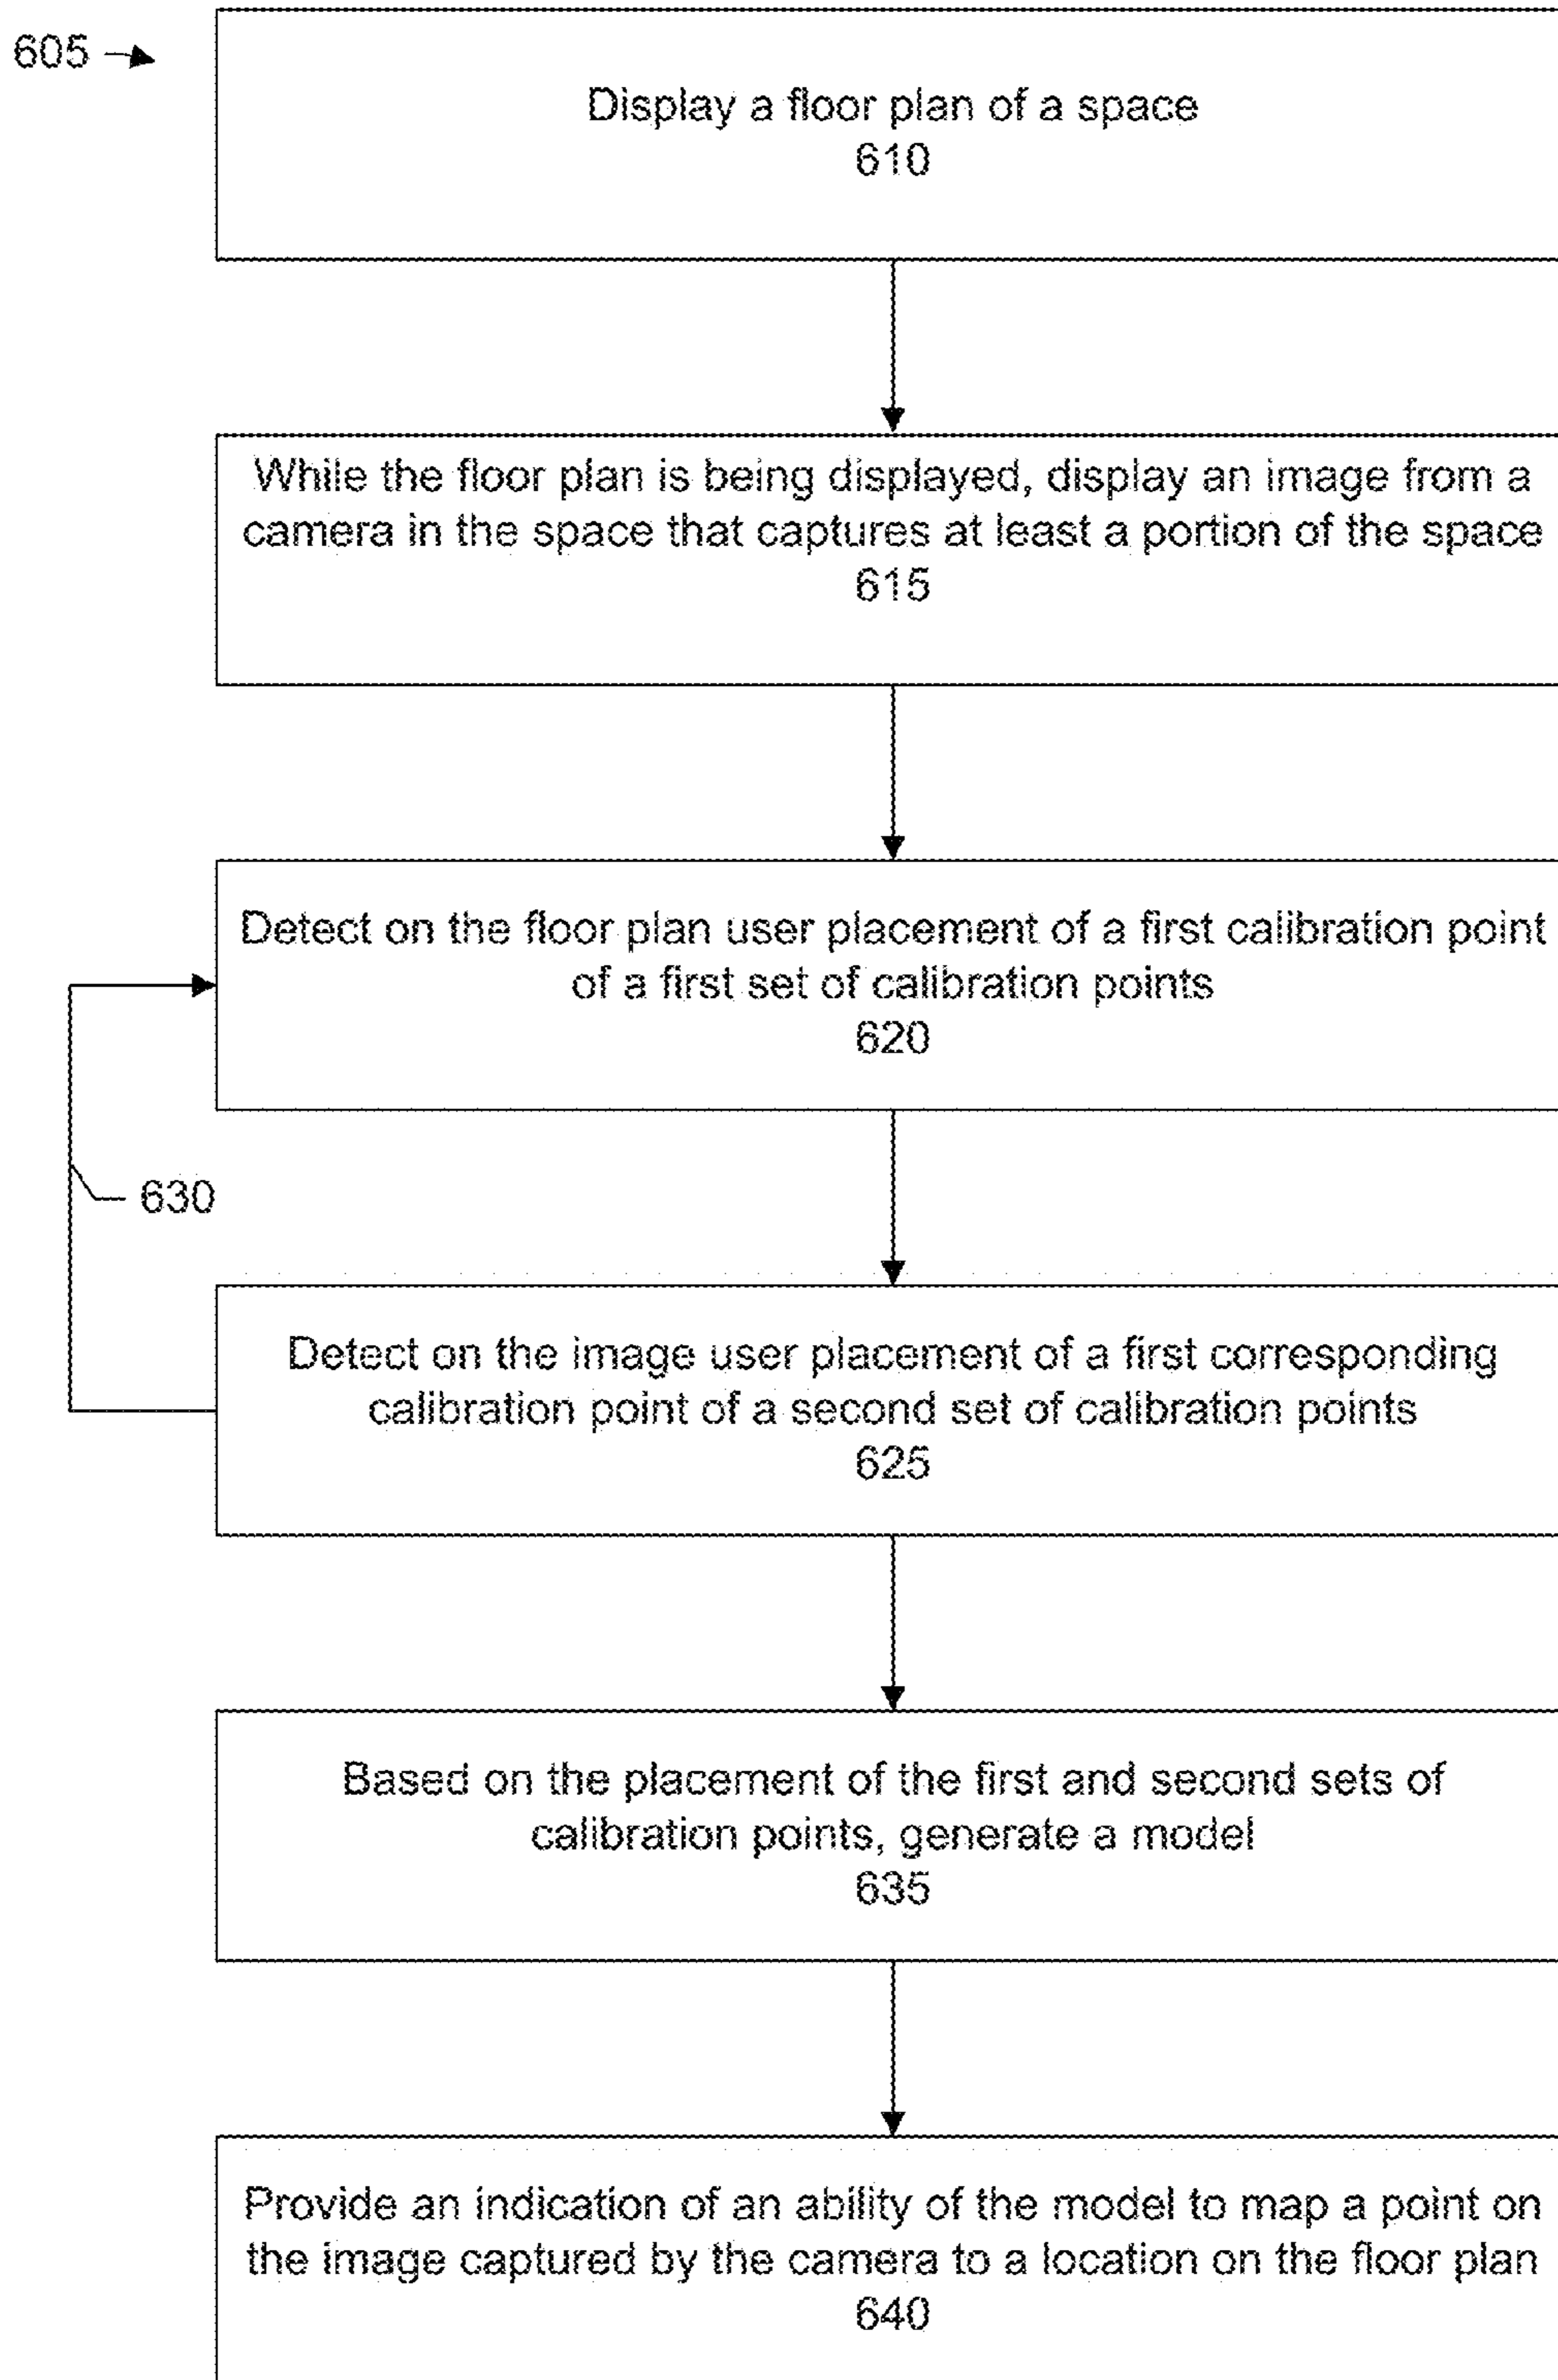 605
Display a floor plan of a space
610
While the floor plan is being displayed, display an image from a
camera in the space that captures at least a portion of the space
615
Detect on the floor plan user placement of a first calibration point
of a first set of calibration points
620
630
Detect on the image user placement of a first corresponding
calibration point of a second set of calibration points
625
Based on the placement of the first and second sets of
calibration points, generate a model
635
Provide an indication of an ability of the model to map a point on
the image captured by the camera to a location on the floor plan
640